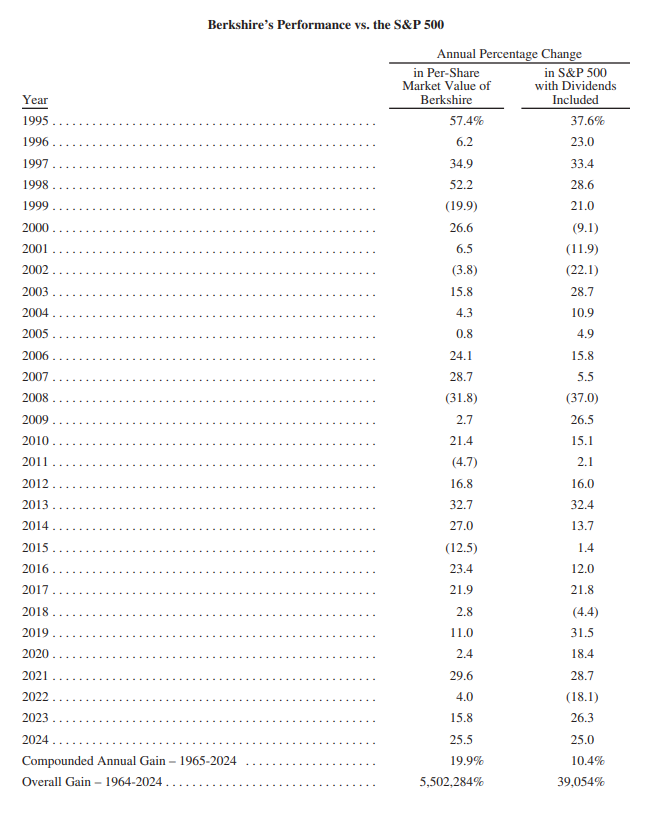 Berkshire's Performance vs. the S&P 500
Annual Percentage Change
in Per-Share Market Value of Berkshire
in S&P 500 with Dividends Included
Year
1995 57.4% 37.6%
1996 6.2 23.0
1997 34.9 33.4
1998 52.2 28.6
1999 (19.9) 21.0
2000 26.6 (9.1)
2001 6.5 (11.9)
2002 (3.8) (22.1)
2003 15.8 28.7
2004 4.3 10.9
2005 0.8 4.9
2006 24.1 15.8
2007 28.7 5.5
2008 (31.8) (37.0)
2009 2.7 26.5
2010 21.4 15.1
2011 (4.7) 2.1
2012 16.8 16.0
2013 32.7 32.4
2014 27.0 13.7
2015 (12.5) 1.4
2016 23.4 12.0
2017 21.9 21.8
2018 2.8 (4.4)
2019 11.0 31.5
2020 2.4 18.4
2021 29.6 28.7
2022 4.0 (18.1)
2023 15.8 26.3
2024 25.5 25.0
Compounded Annual Gain – 1965-2024 19.9% 10.4%
Overall Gain – 1964-2024 5,502,284% 39,054%